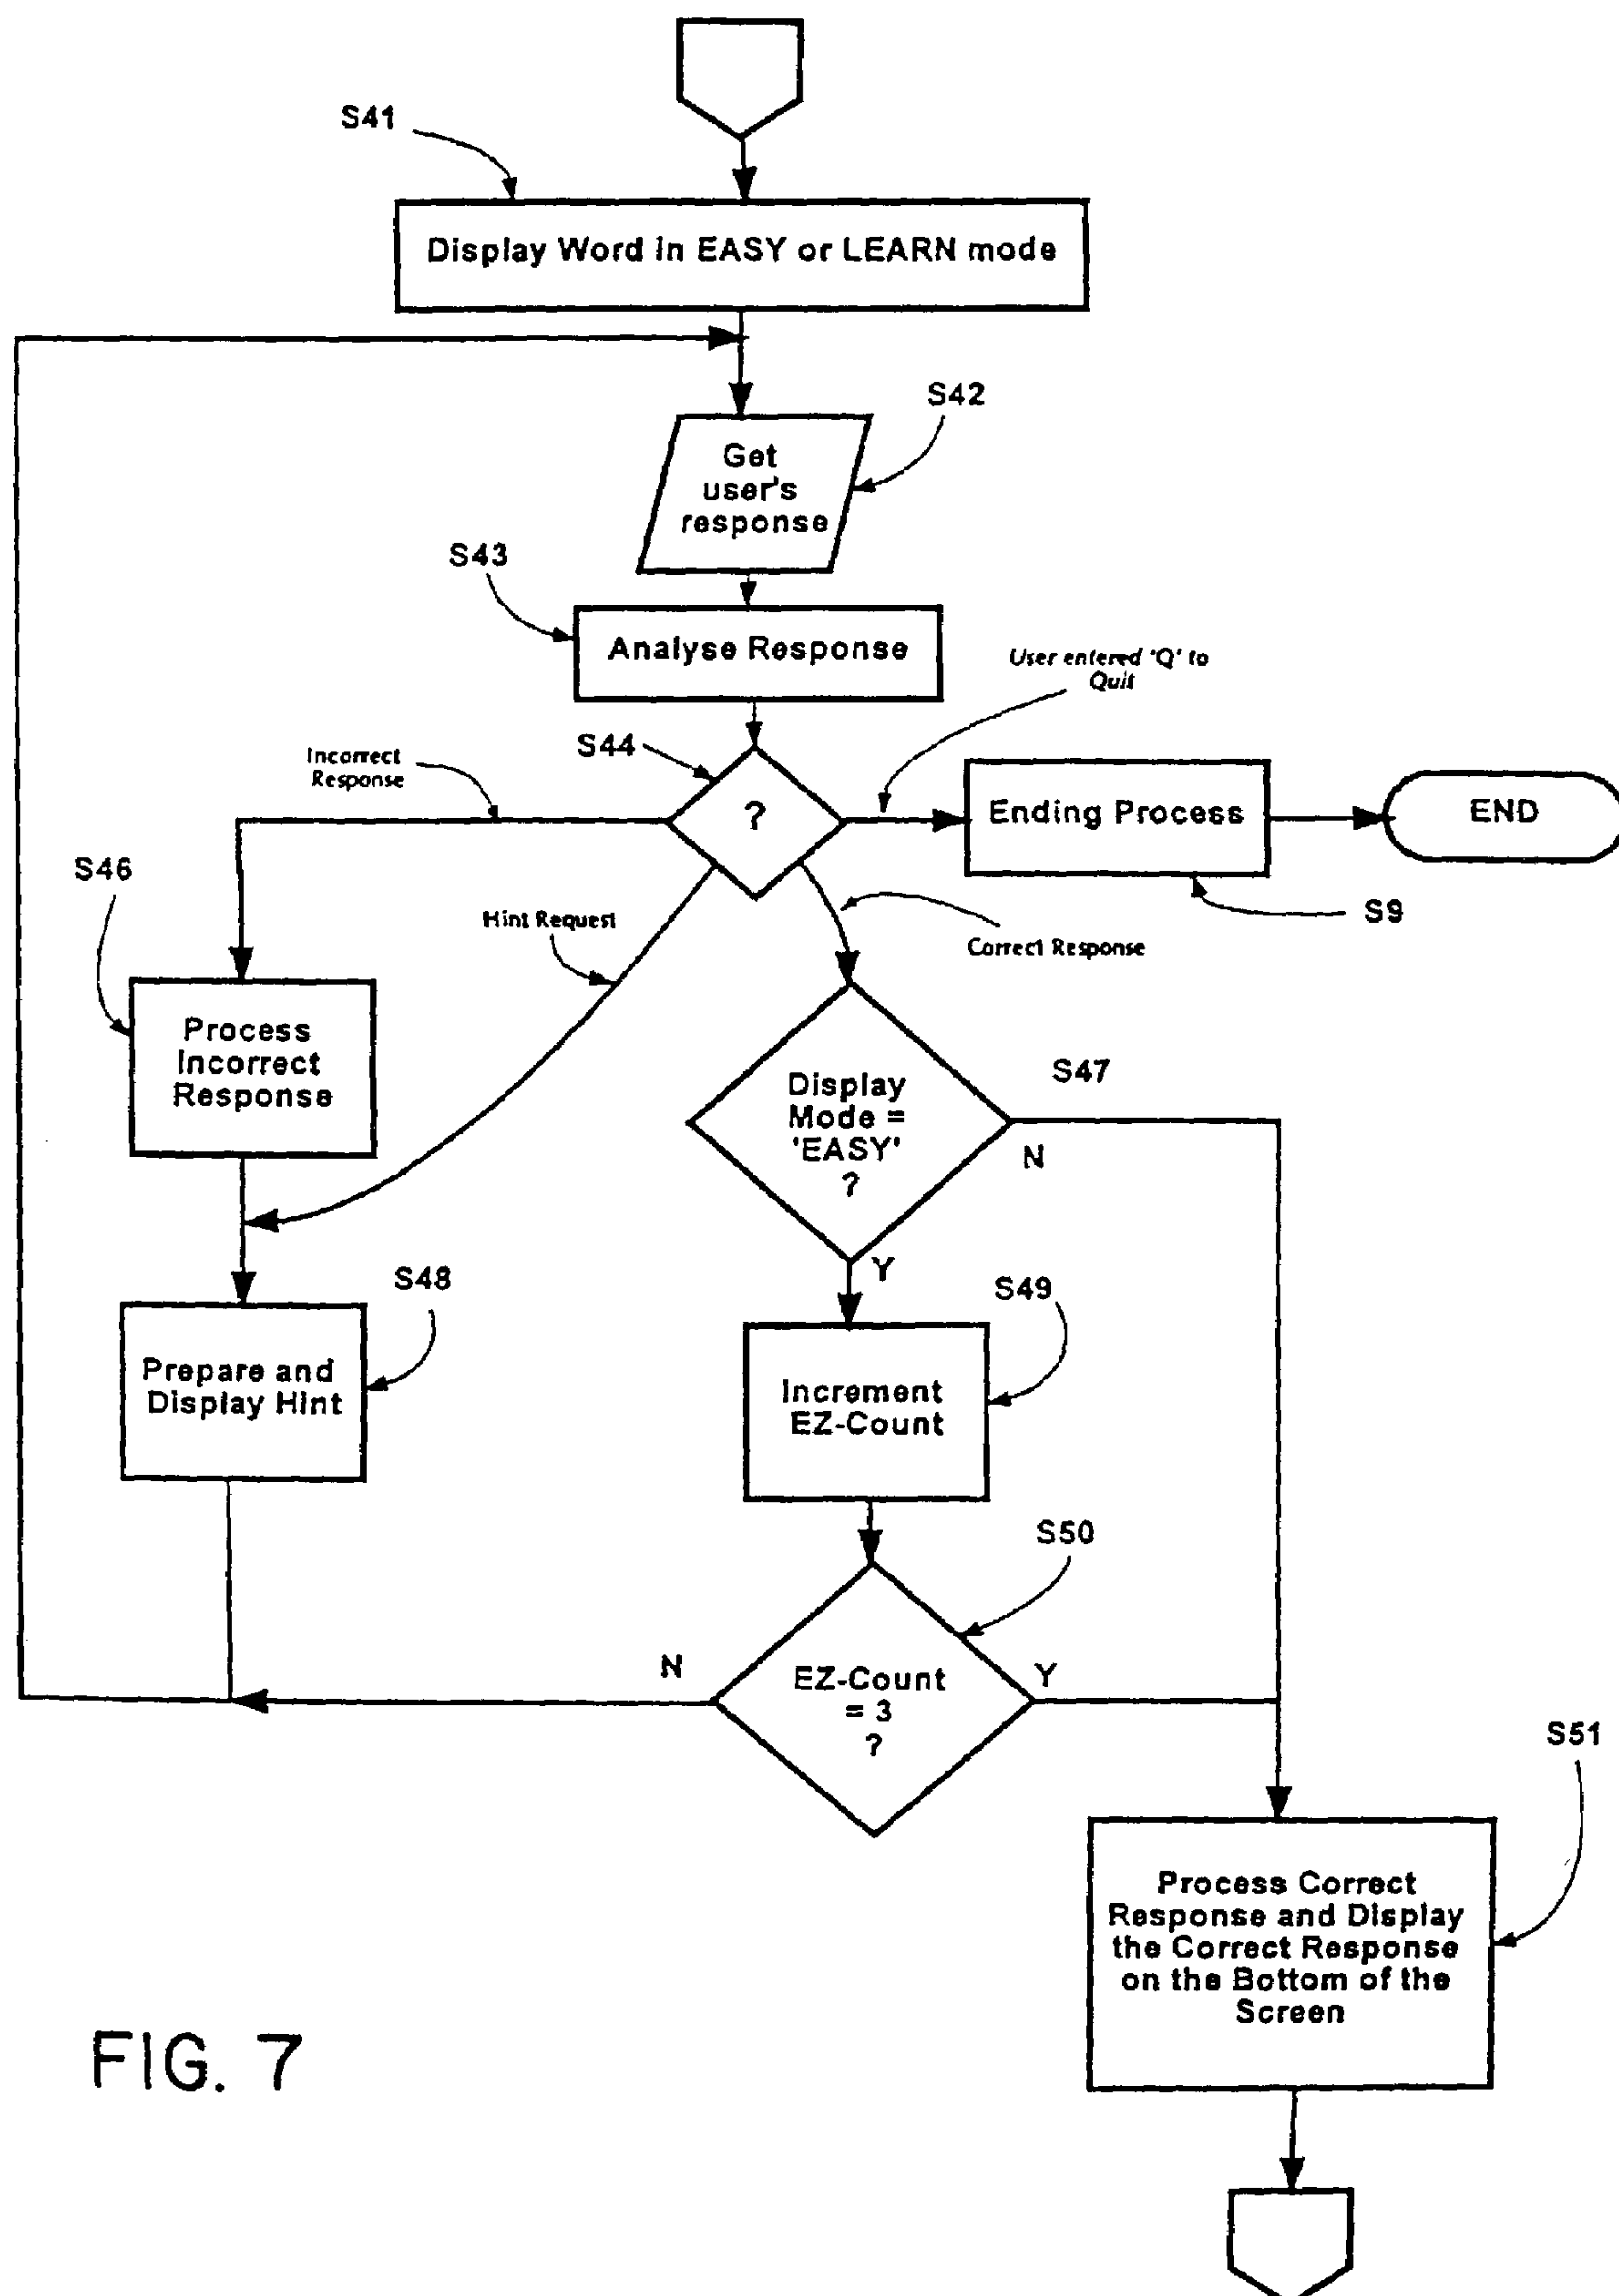 S41
Display Word in EASY or LEARN mode
S42
Get
user's
response
S43
Analyse Response
User entered 'Q' to
Quit
S44
Incorrect
Response
?
Ending Process
END
S9
S46
Hint Request
Correct Response
Process
Incorrect
Response
S47
Display
Mode =
'EASY'
?
N
Y
S48
S49
Prepare and
Display Hint
Increment
EZ-Count
S50
N
EZ-Count
= 3
?
Y
S51
Process Correct
Response and Display
the Correct Response
on the Bottom of the
Screen
FIG. 7